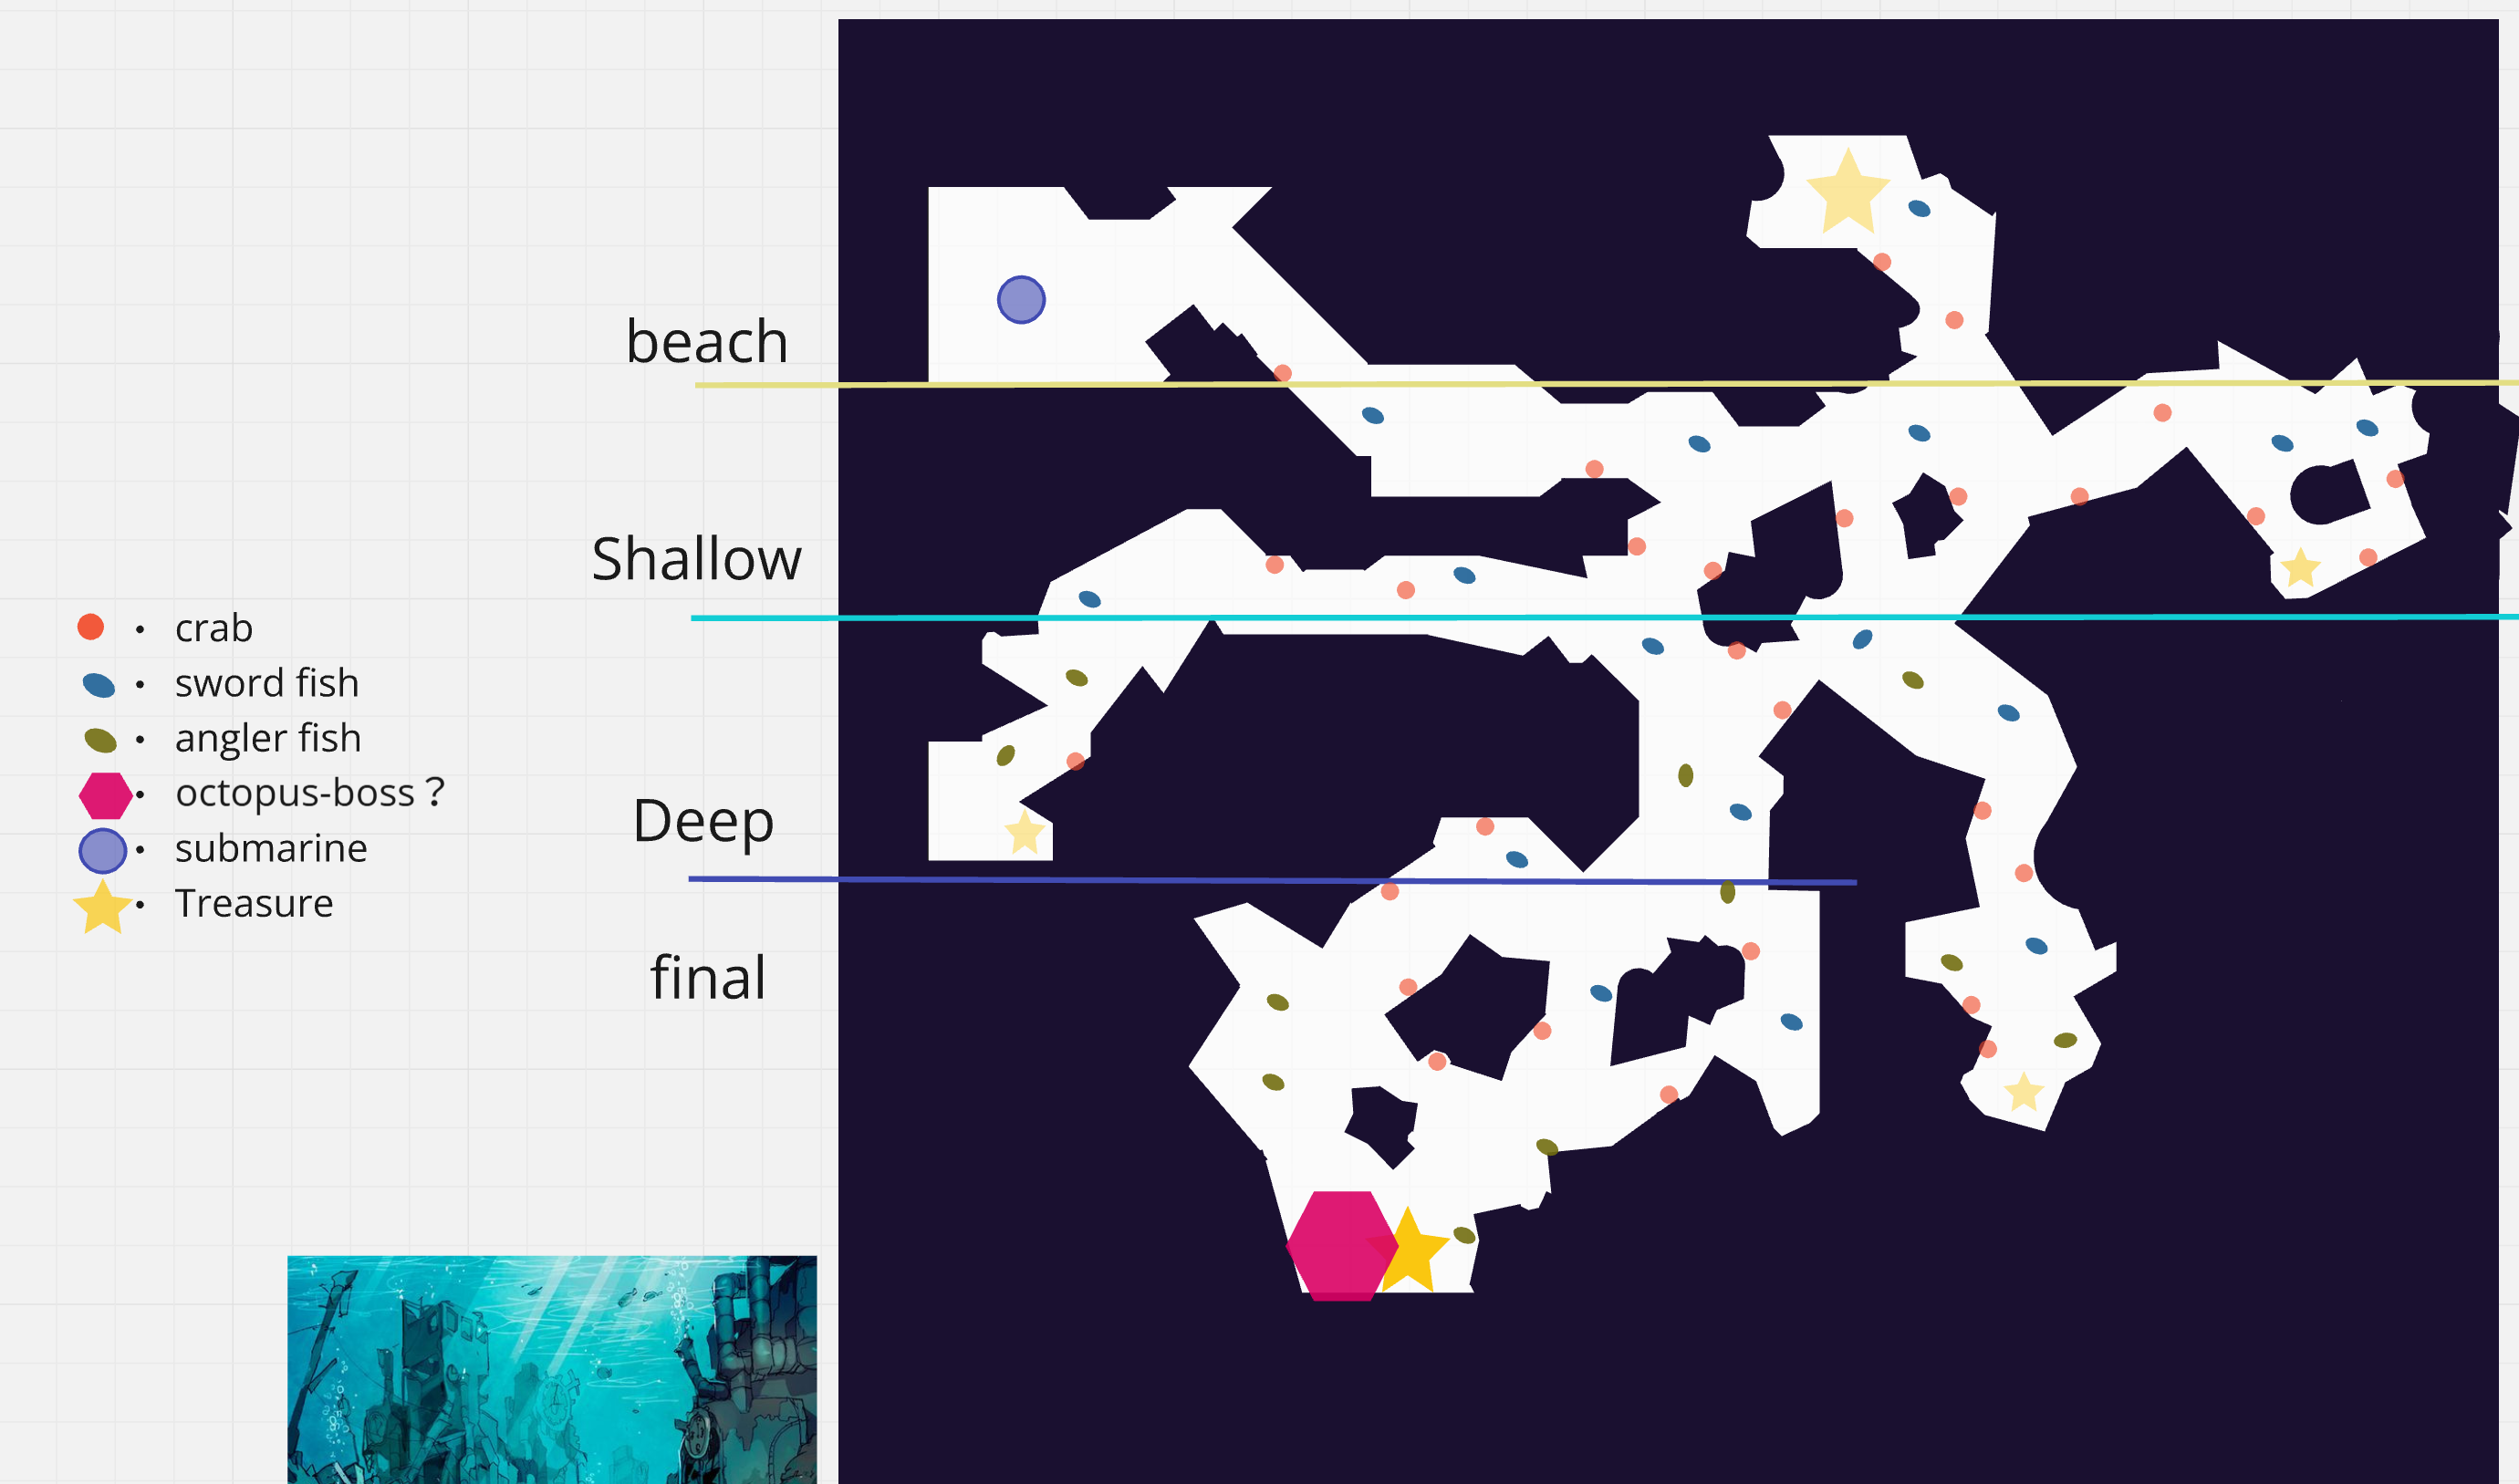 beach
Shallow
Deep
final
• crab
• sword fish
• angler fish
• octopus-boss ?
• submarine
• Treasure